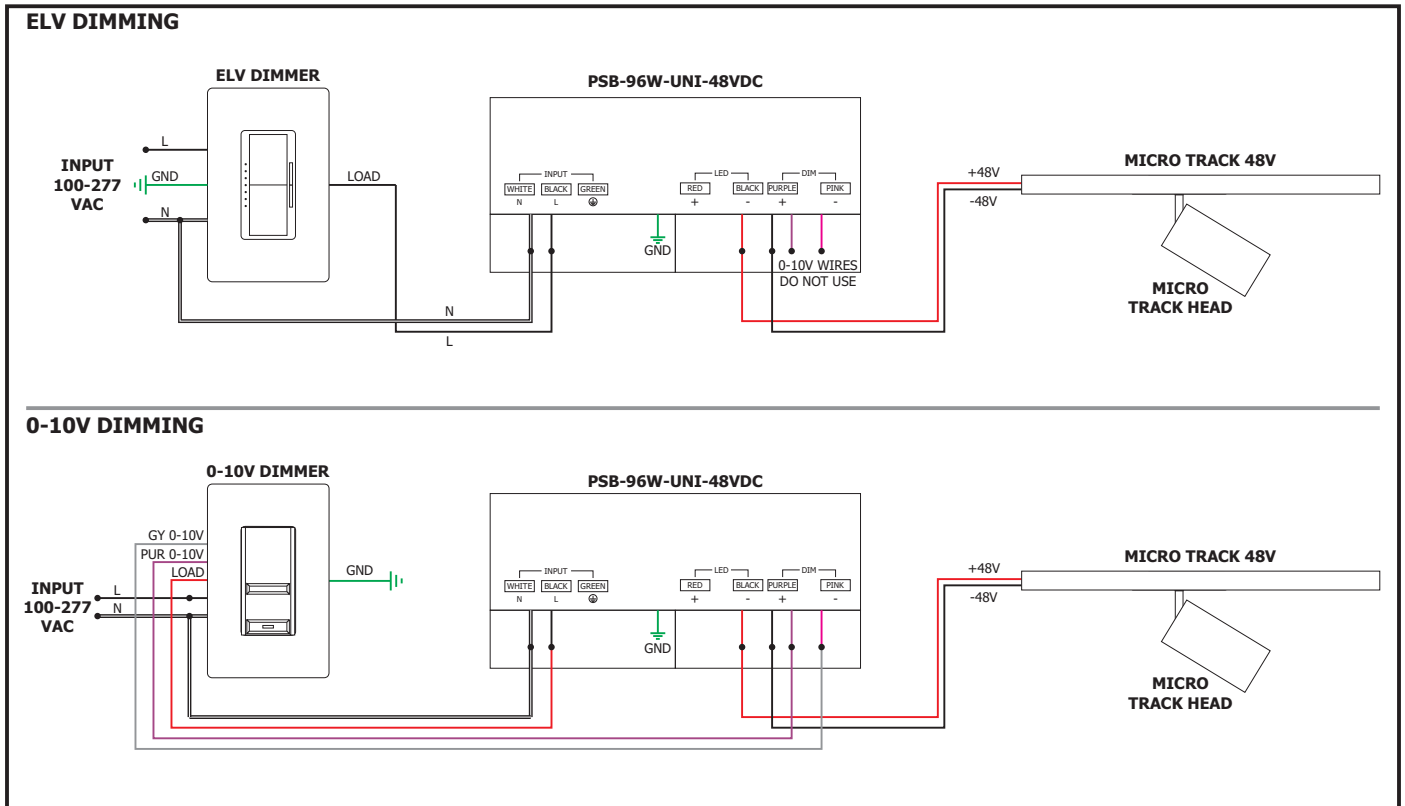 ELV DIMMING
ELV DIMMER
PSB-96W-UNI-48VDC
L
INPUT
100-277
VAC
GND
N
LOAD
INPUT
WHITE BLACK GREEN
N L
LED
RED BLACK
+ -
DIM
PURPLE PINK
+ -
GND
0-10V WIRES
DO NOT USE
N
L
+48V
-48V
MICRO TRACK 48V
MICRO
TRACK HEAD
0-10V DIMMING
0-10V DIMMER
PSB-96W-UNI-48VDC
GY 0-10V
PUR 0-10V
LOAD
INPUT
100-277
VAC
L
N
GND
INPUT
WHITE BLACK GREEN
N L
LED
RED BLACK
+ -
DIM
PURPLE PINK
+ -
GND
+48V
-48V
MICRO TRACK 48V
MICRO
TRACK HEAD